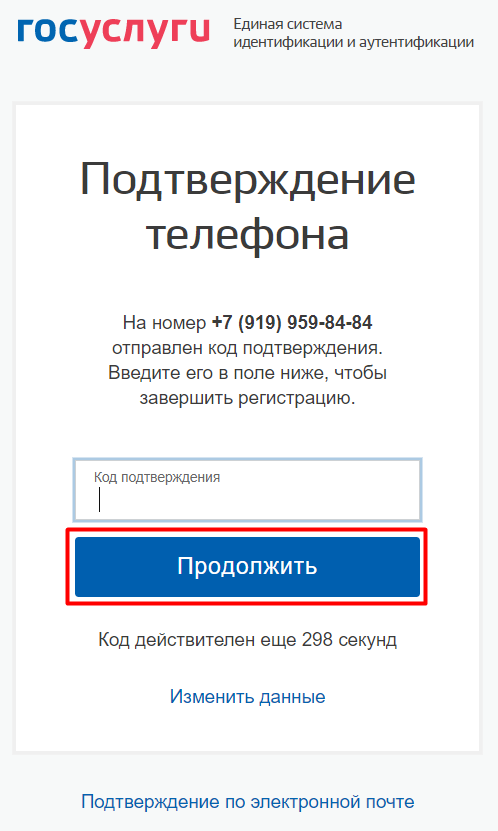 госуслуги
Единая система
идентификации и аутентификации
Подтверждение
телефона
На номер +7 (919) 959-84-84
отправлен код подтверждения.
Введите его в поле ниже, чтобы
завершить регистрацию.
Код подтверждения
Продолжить
Код действителен еще 298 секунд
Изменить данные
Подтверждение по электронной почте